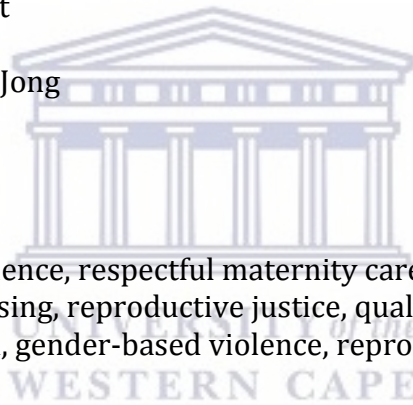 t
Jong
ence, respectful maternity care
sing, reproductive justice, qual
, gender-based violence, repro
UNIVERSITY of the
WESTERN CAPE